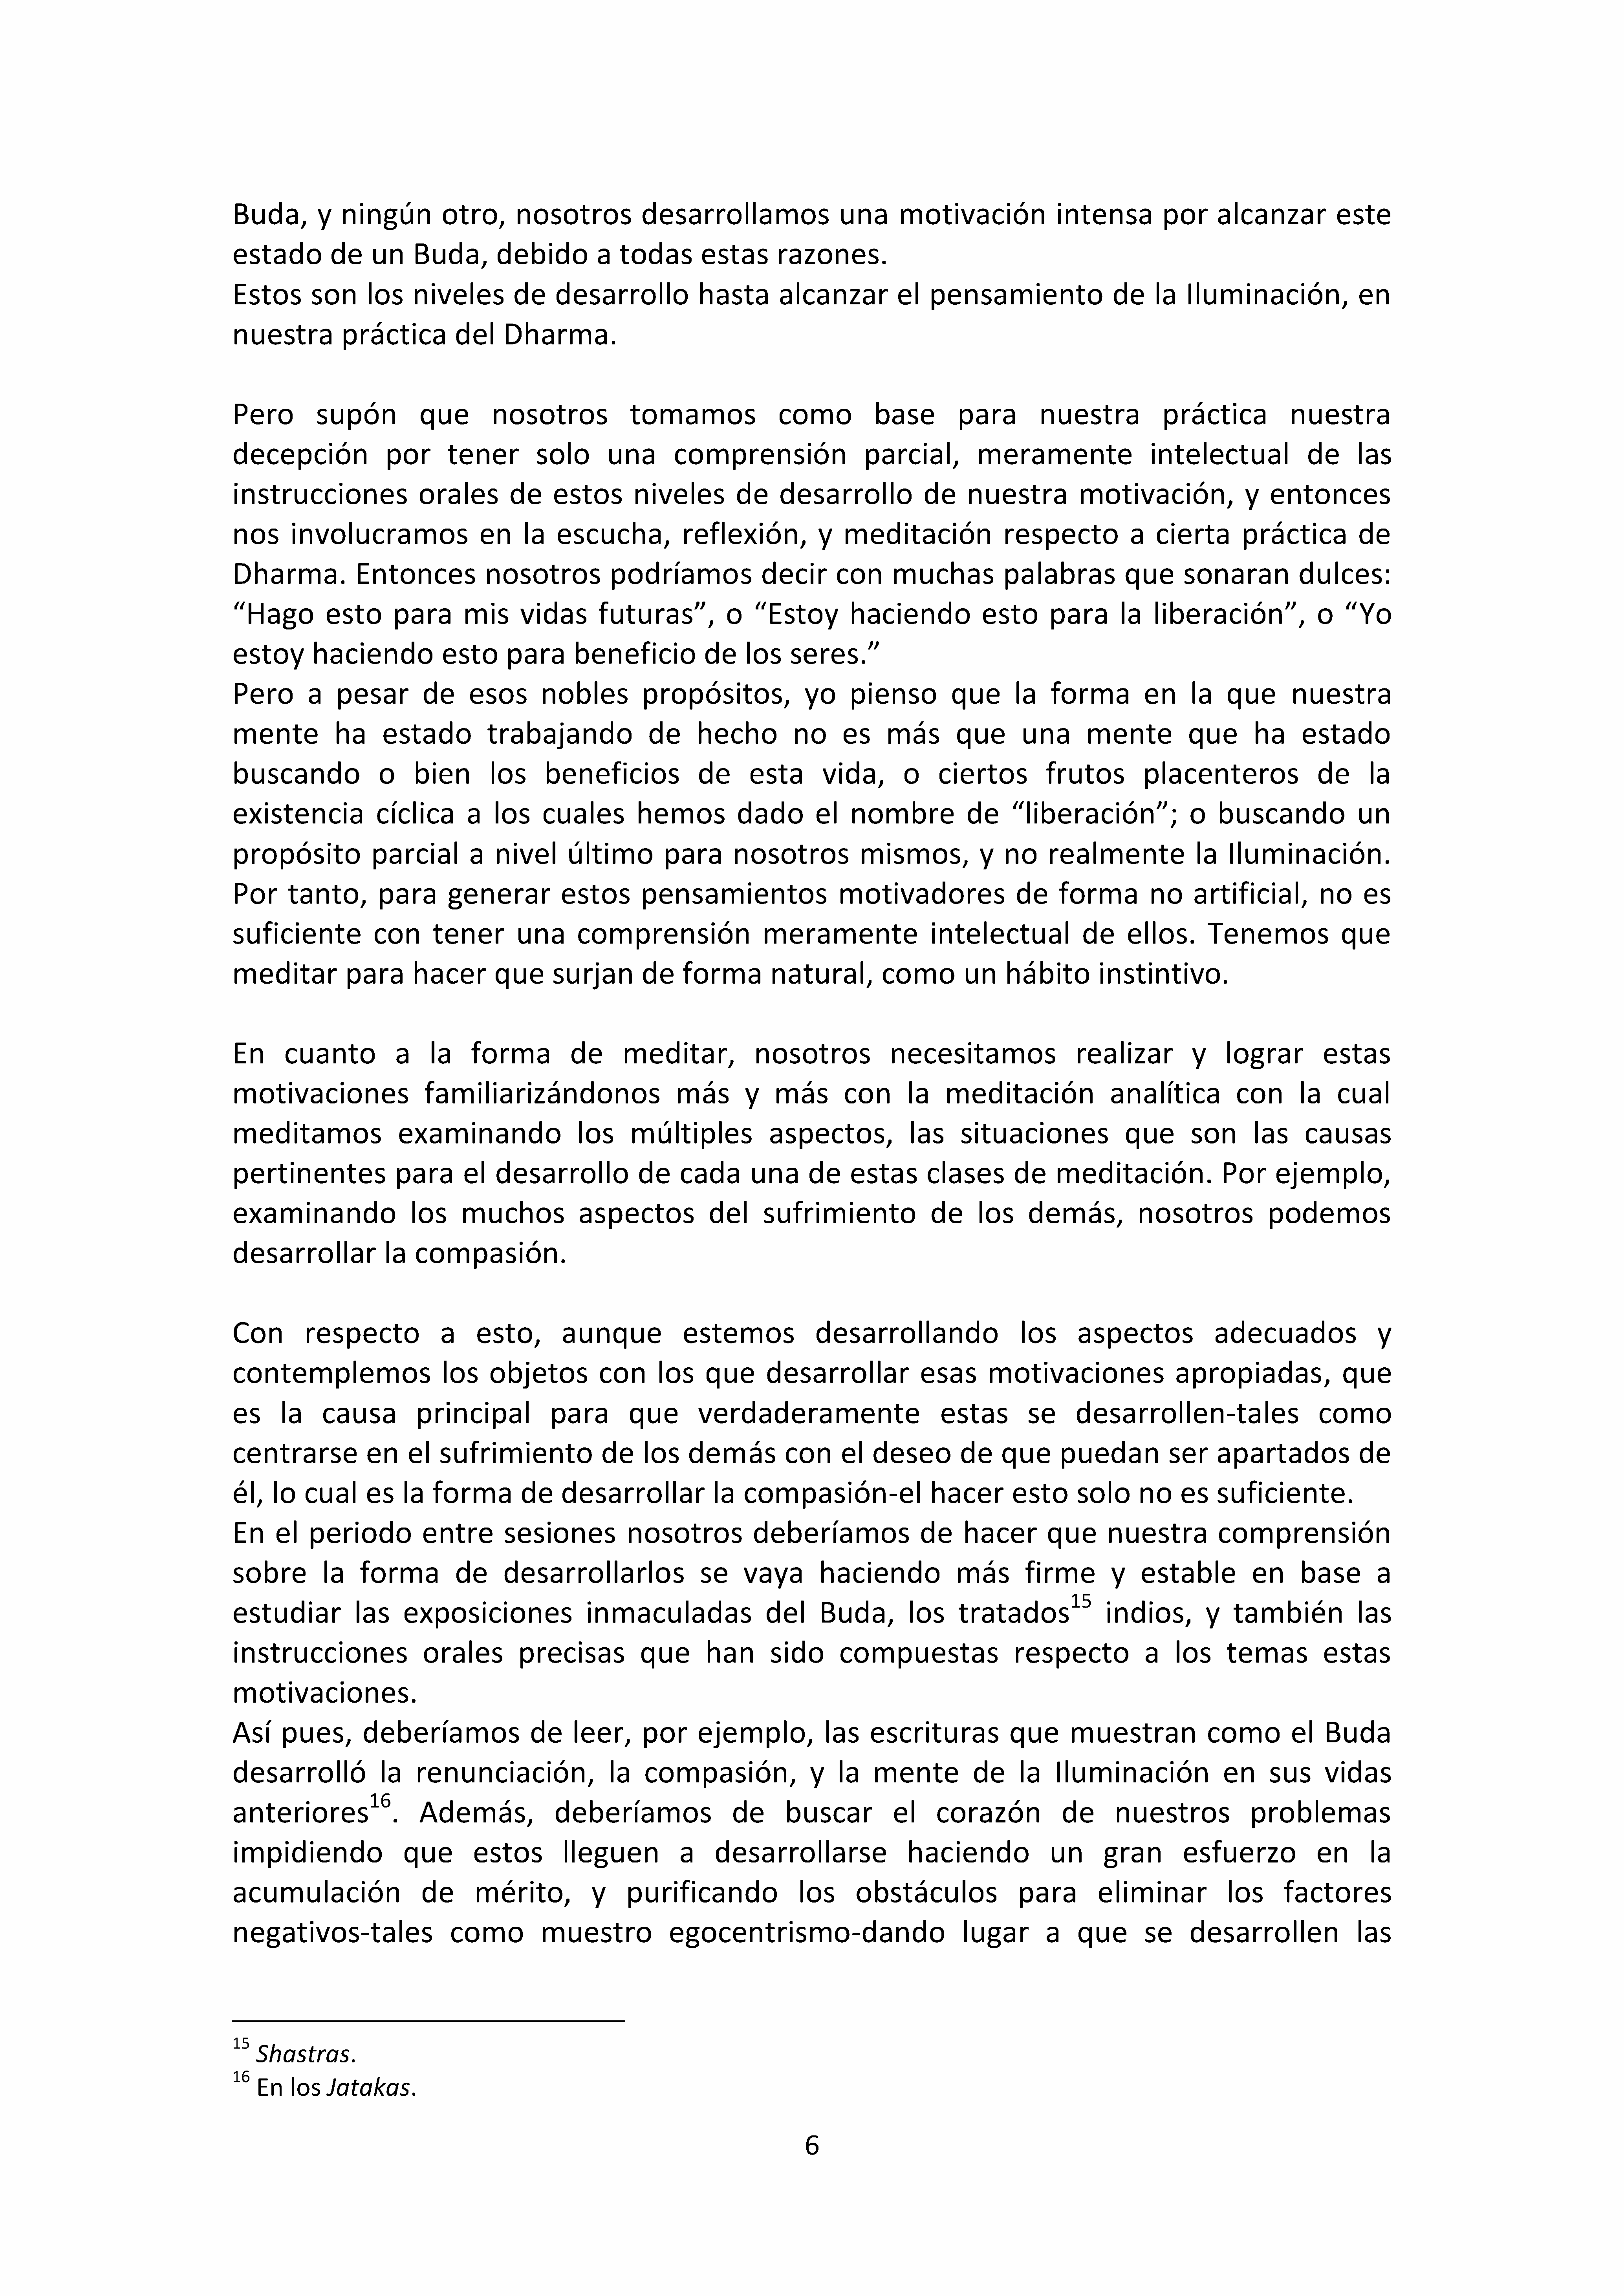 Buda, y ningún otro, nosotros desarrollamos una motivación intensa por alcanzar este
estado de un Buda, debido a todas estas razones.
Estos son los niveles de desarrollo hasta alcanzar el pensamiento de la Iluminación, en
nuestra práctica del Dharma.
Pero supón que nosotros tomamos como base para nuestra práctica nuestra
decepción por tener solo una comprensión parcial, meramente intelectual de las
instrucciones orales de estos niveles de desarrollo de nuestra motivación, y entonces
nos involucramos en la escucha, reflexión, y meditación respecto a cierta práctica de
Dharma. Entonces nosotros podríamos decir con muchas palabras que sonaran dulces:
“Hago esto para mis vidas futuras”, o “Estoy haciendo esto para la liberación”, o “Yo
estoy haciendo esto para beneficio de los seres.”
Pero a pesar de esos nobles propósitos, yo pienso que la forma en la que nuestra
mente ha estado trabajando de hecho no es más que una mente que ha estado
buscando o bien los beneficios de esta vida, o ciertos frutos placenteros de la
existencia cíclica a los cuales hemos dado el nombre de “liberación”; o buscando un
propósito parcial a nivel último para nosotros mismos, y no realmente la Iluminación.
Por tanto, para generar estos pensamientos motivadores de forma no artificial, no es
suficiente con tener una comprensión meramente intelectual de ellos. Tenemos que
meditar para hacer que surjan de forma natural, como un hábito instintivo.
En cuanto a la forma de meditar, nosotros necesitamos realizar y lograr estas
motivaciones familiarizándonos más y más con la meditación analítica con la cual
meditamos examinando los múltiples aspectos, las situaciones que son las causas
pertinentes para el desarrollo de cada una de estas clases de meditación. Por ejemplo,
examinando los muchos aspectos del sufrimiento de los demás, nosotros podemos
desarrollar la compasión.
Con respecto a esto, aunque estemos desarrollando los aspectos adecuados y
contemplemos los objetos con los que desarrollar esas motivaciones apropiadas, que
es la causa principal para que verdaderamente estas se desarrollen-tales como
centrarse en el sufrimiento de los demás con el deseo de que puedan ser apartados de
él, lo cual es la forma de desarrollar la compasión-el hacer esto solo no es suficiente.
En el periodo entre sesiones nosotros deberíamos de hacer que nuestra comprensión
sobre la forma de desarrollarlos se vaya haciendo más firme y estable en base a
estudiar las exposiciones inmaculadas del Buda, los tratados15 indios, y también las
instrucciones orales precisas que han sido compuestas respecto a los temas estas
motivaciones.
Así pues, deberíamos de leer, por ejemplo, las escrituras que muestran como el Buda
desarrolló la renunciación, la compasión, y la mente de la Iluminación en sus vidas
anteriores16. Además, deberíamos de buscar el corazón de nuestros problemas
impidiendo que estos lleguen a desarrollarse haciendo un gran esfuerzo en la
acumulación de mérito, y purificando los obstáculos para eliminar los factores
negativos-tales como muestro egocentrismo-dando lugar a que se desarrollen las
15 Shastras.
16 En los Jatakas.
6